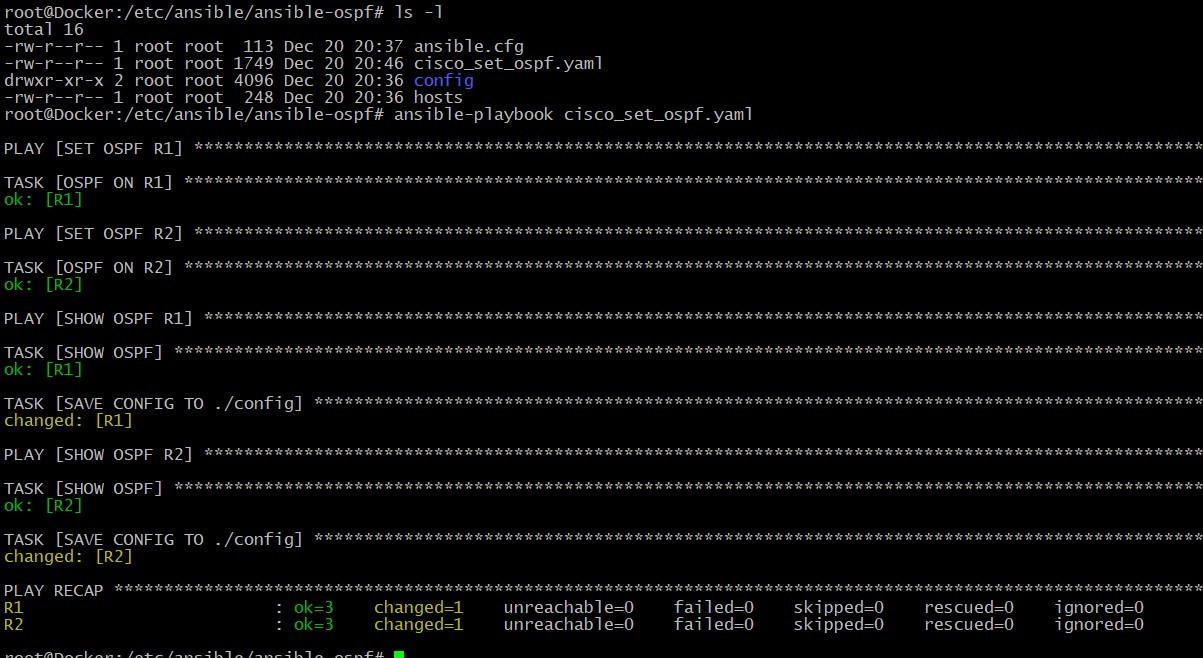 root@Docker:/etc/ansible/ansible-ospf# ls -l
total 16
-rw-r--r-- 1 root root  113 Dec 20 20:37 ansible.cfg
-rw-r--r-- 1 root root 1749 Dec 20 20:46 cisco_set_ospf.yaml
drwxr-xr-x 2 root root 4096 Dec 20 20:36 config
-rw-r--r-- 1 root root  248 Dec 20 20:36 hosts
root@Docker:/etc/ansible/ansible-ospf# ansible-playbook cisco_set_ospf.yaml
PLAY [SET OSPF R1] *****************************************************************************************************
TASK [OSPF ON R1] ******************************************************************************************************
ok: [R1]
PLAY [SET OSPF R2] *****************************************************************************************************
TASK [OSPF ON R2] ******************************************************************************************************
ok: [R2]
PLAY [SHOW OSPF R1] ****************************************************************************************************
TASK [SHOW OSPF] *******************************************************************************************************
ok: [R1]
TASK [SAVE CONFIG TO ./config] *****************************************************************************************
changed: [R1]
PLAY [SHOW OSPF R2] ****************************************************************************************************
TASK [SHOW OSPF] *******************************************************************************************************
ok: [R2]
TASK [SAVE CONFIG TO ./config] *****************************************************************************************
changed: [R2]
PLAY RECAP *************************************************************************************************************
R1                         : ok=3    changed=1    unreachable=0    failed=0    skipped=0    rescued=0    ignored=0
R2                         : ok=3    changed=1    unreachable=0    failed=0    skipped=0    rescued=0    ignored=0
root@Docker:/etc/ansible/ansible-ospf#